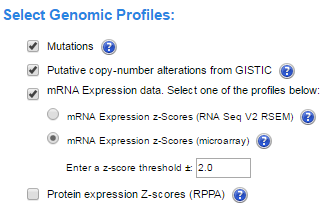 Select Genomic Profiles:
Mutations ?
Putative copy-number alterations from GISTIC ?
mRNA Expression data. Select one of the profiles below:
mRNA Expression z-Scores (RNA Seq V2 RSEM) ?
mRNA Expression z-Scores (microarray) ?
Enter a z-score threshold ±: 2.0
Protein expression Z-scores (RPPA) ?